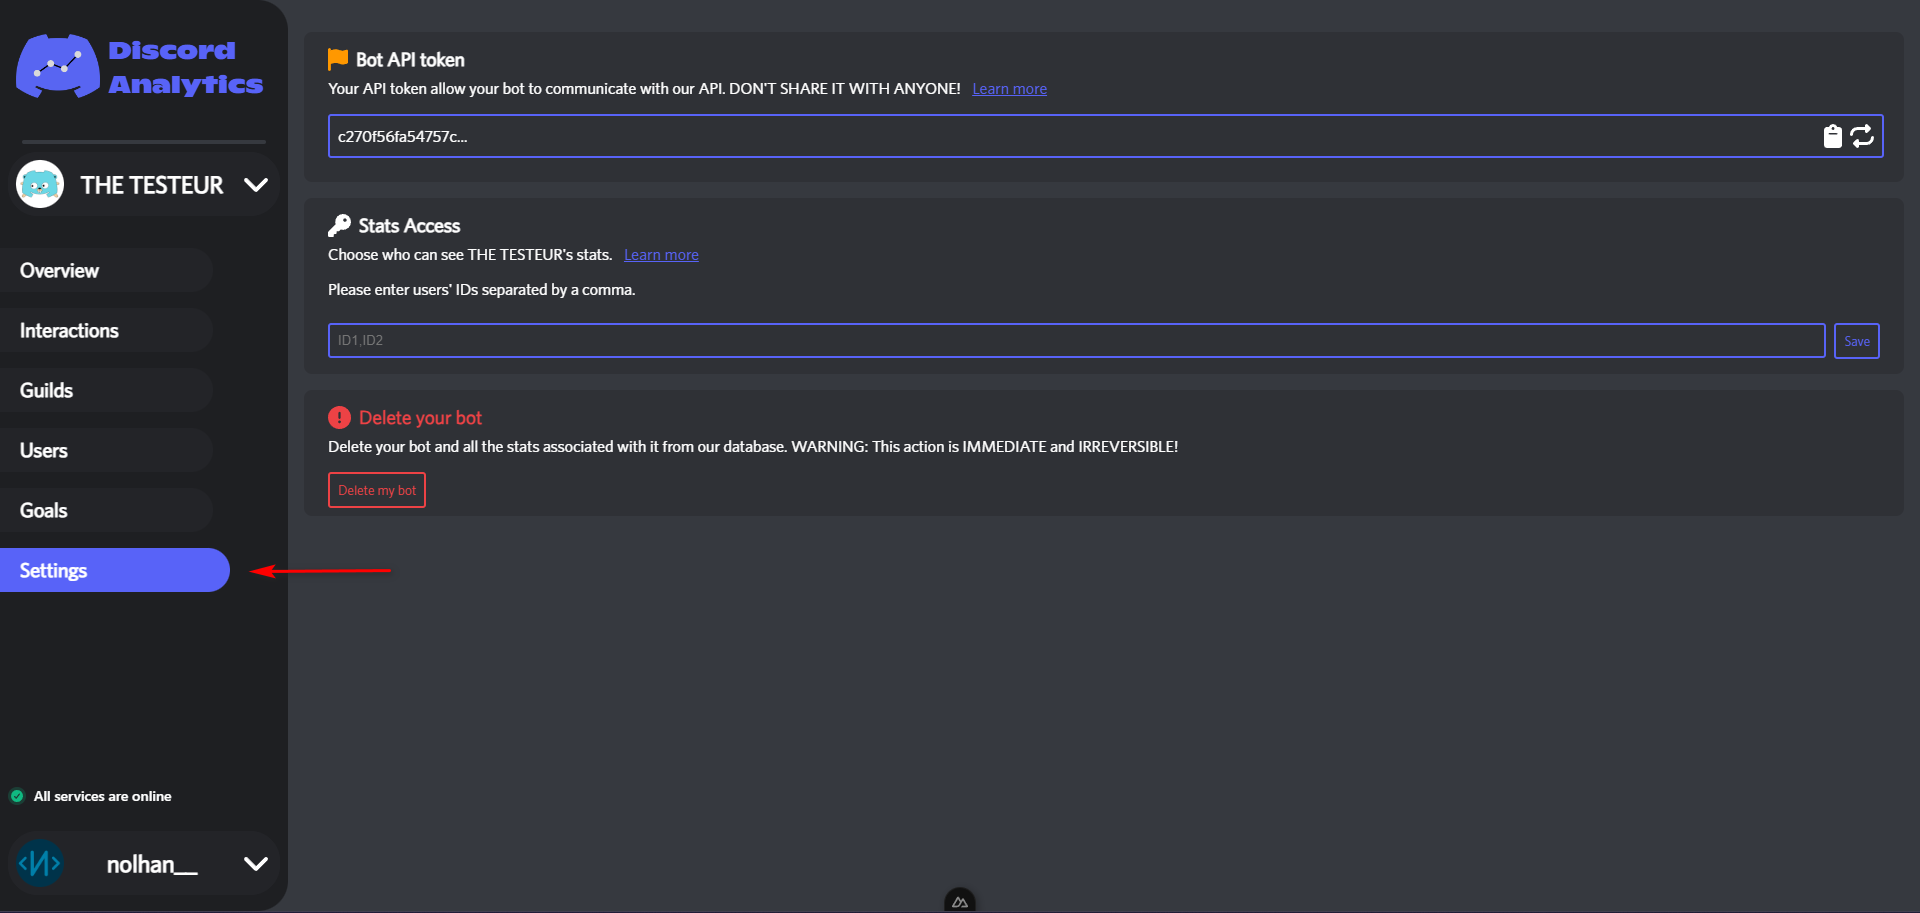 Discord
Analytics
THE TESTEUR
Overview
Interactions
Guilds
Users
Goals
Settings
All services are online
nolhan__
Bot API token
Your API token allow your bot to communicate with our API. DON'T SHARE IT WITH ANYONE! Learn more
c270f56fa54757c...
Stats Access
Choose who can see THE TESTEUR's stats. Learn more
Please enter users' IDs separated by a comma.
ID1,ID2
Save
Delete your bot
Delete your bot and all the stats associated with it from our database. WARNING: This action is IMMEDIATE and IRREVERSIBLE!
Delete my bot